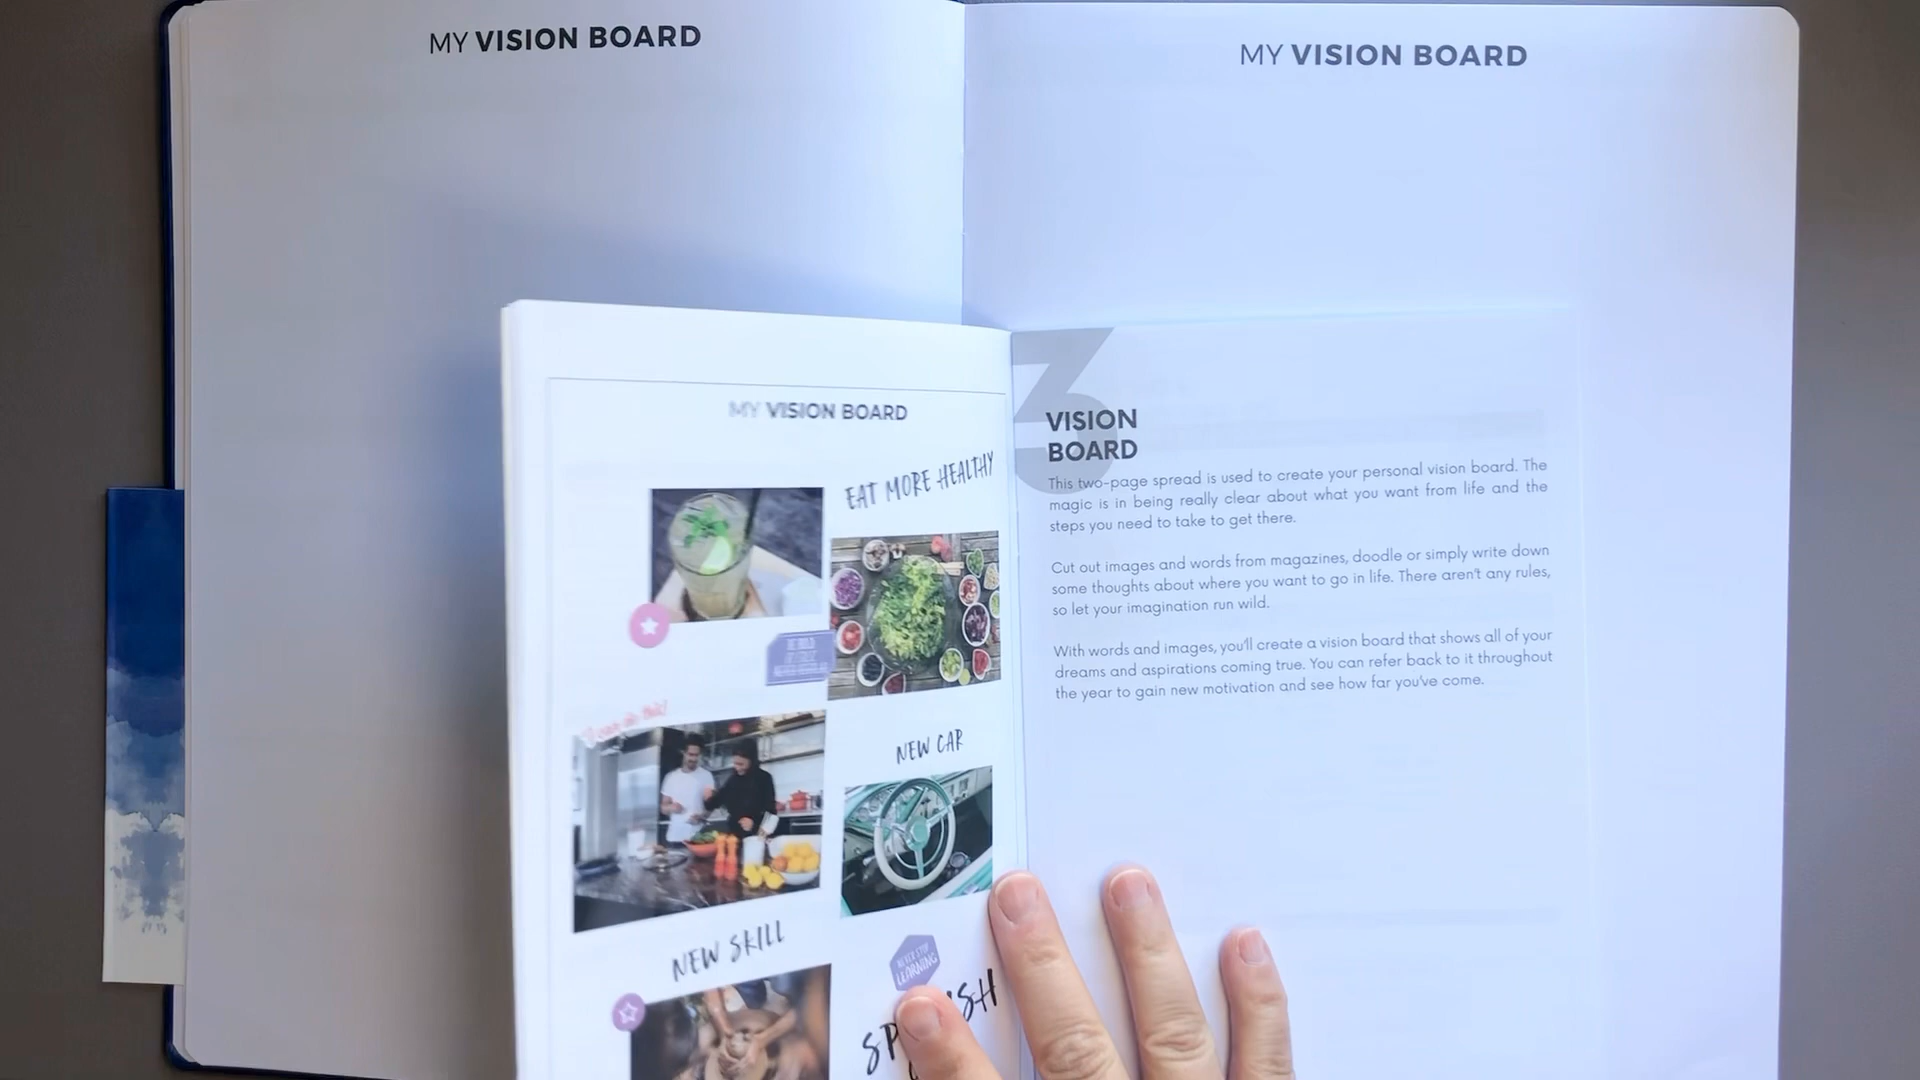 MY VISION BOARD
MY VISION BOARD
MY VISION BOARD
EAT MORE HEALTHY
I can do this!
NEW CAR
NEW SKILL
NEVER STOP
LEARNING
3
VISION
BOARD
This two-page spread is used to create your personal vision board. The
magic is in being really clear about what you want from life and the
steps you need to take to get there.
Cut out images and words from magazines, doodle or simply write down
some thoughts about where you want to go in life. There aren't any rules,
so let your imagination run wild.
With words and images, you'll create a vision board that shows all of your
dreams and aspirations coming true. You can refer back to it throughout
the year to gain new motivation and see how far you've come.